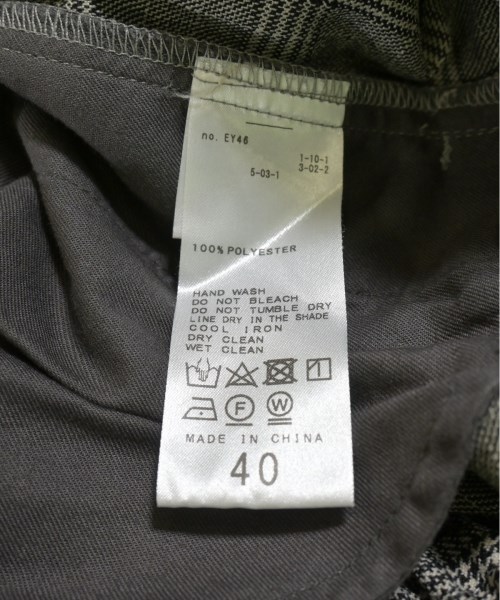 no. EY46
1-10-1
5-03-1 3-02-2
100% POLYESTER
HAND WASH
DO NOT BLEACH
DO NOT TUMBLE DRY
LINE DRY IN THE SHADE
COOL IRON
DRY CLEAN
WET CLEAN
F W
MADE IN CHINA
40